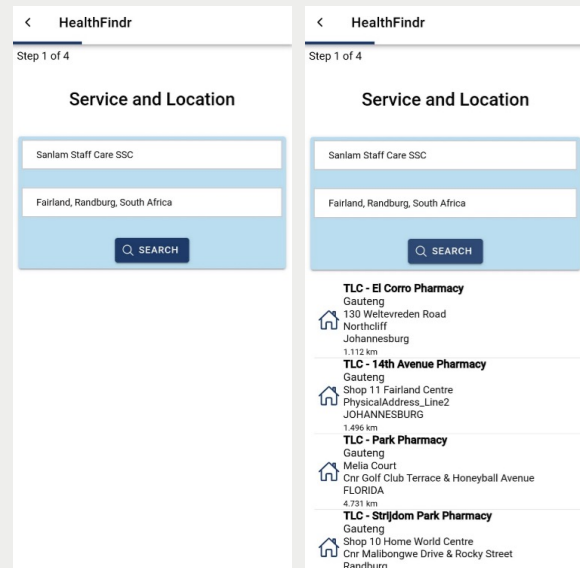 HealthFindr
Step 1 of 4
Service and Location
Sanlam Staff Care SSC
Fairland, Randburg, South Africa
SEARCH
HealthFindr
Step 1 of 4
Service and Location
Sanlam Staff Care SSC
Fairland, Randburg, South Africa
SEARCH
TLC - El Corro Pharmacy
Gauteng
130 Weltevreden Road
Northcliff
Johannesburg
1.112 km
TLC - 14th Avenue Pharmacy
Gauteng
Shop 11 Fairland Centre
PhysicalAddress_Line2
JOHANNESBURG
1.496 km
TLC - Park Pharmacy
Gauteng
Melia Court
Cnr Golf Club Terrace & Honeyball Avenue
FLORIDA
4.731 km
TLC - Strijdom Park Pharmacy
Gauteng
Shop 10 Home World Centre
Cnr Malibongwe Drive & Rocky Street
Randburg